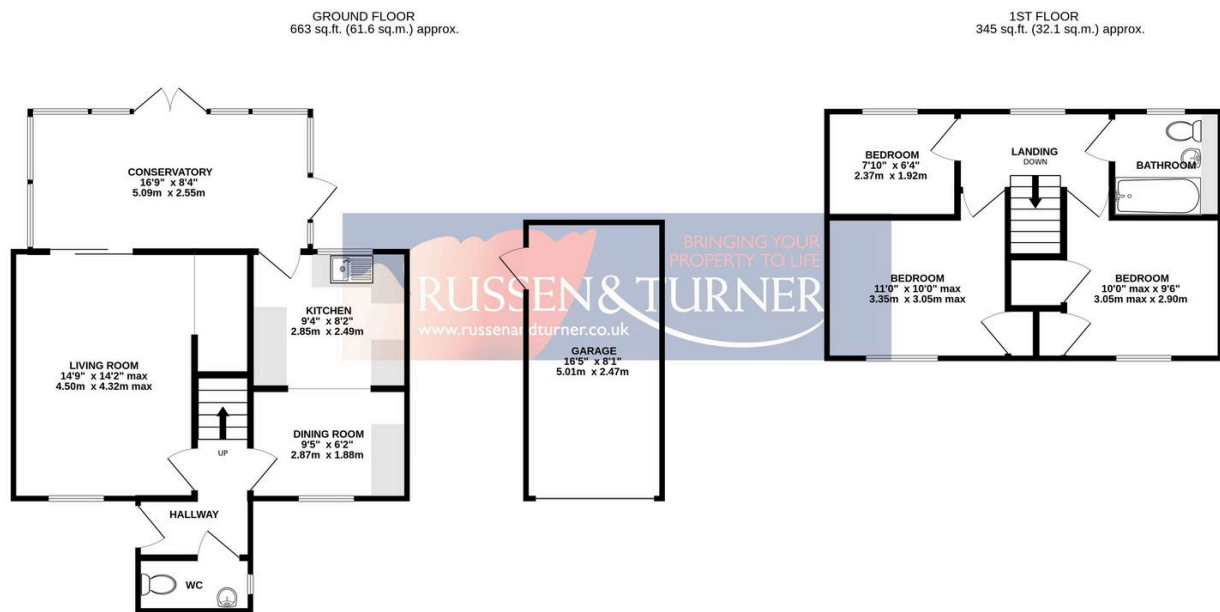 GROUND FLOOR
663 sq.ft. (61.6 sq.m.) approx.
1ST FLOOR
345 sq.ft. (32.1 sq.m.) approx.
CONSERVATORY
16'9" x 8'4"
5.09m x 2.55m
LIVING ROOM
14'9" x 14'2" max
4.50m x 4.32m max
KITCHEN
9'4" x 8'2"
2.85m x 2.49m
DINING ROOM
9'5" x 6'2"
2.87m x 1.88m
UP
HALLWAY
WC
BRINGING YOUR
PROPERTY TO LIFE
RUSSEN & TURNER
www.russenandturner.co.uk
GARAGE
16'5" x 8'1"
5.01m x 2.47m
BEDROOM
7'10" x 6'4"
2.37m x 1.92m
LANDING
DOWN
BATHROOM
BEDROOM
11'0" x 10'0" max
3.35m x 3.05m max
BEDROOM
10'0" max x 9'6"
3.05m max x 2.90m